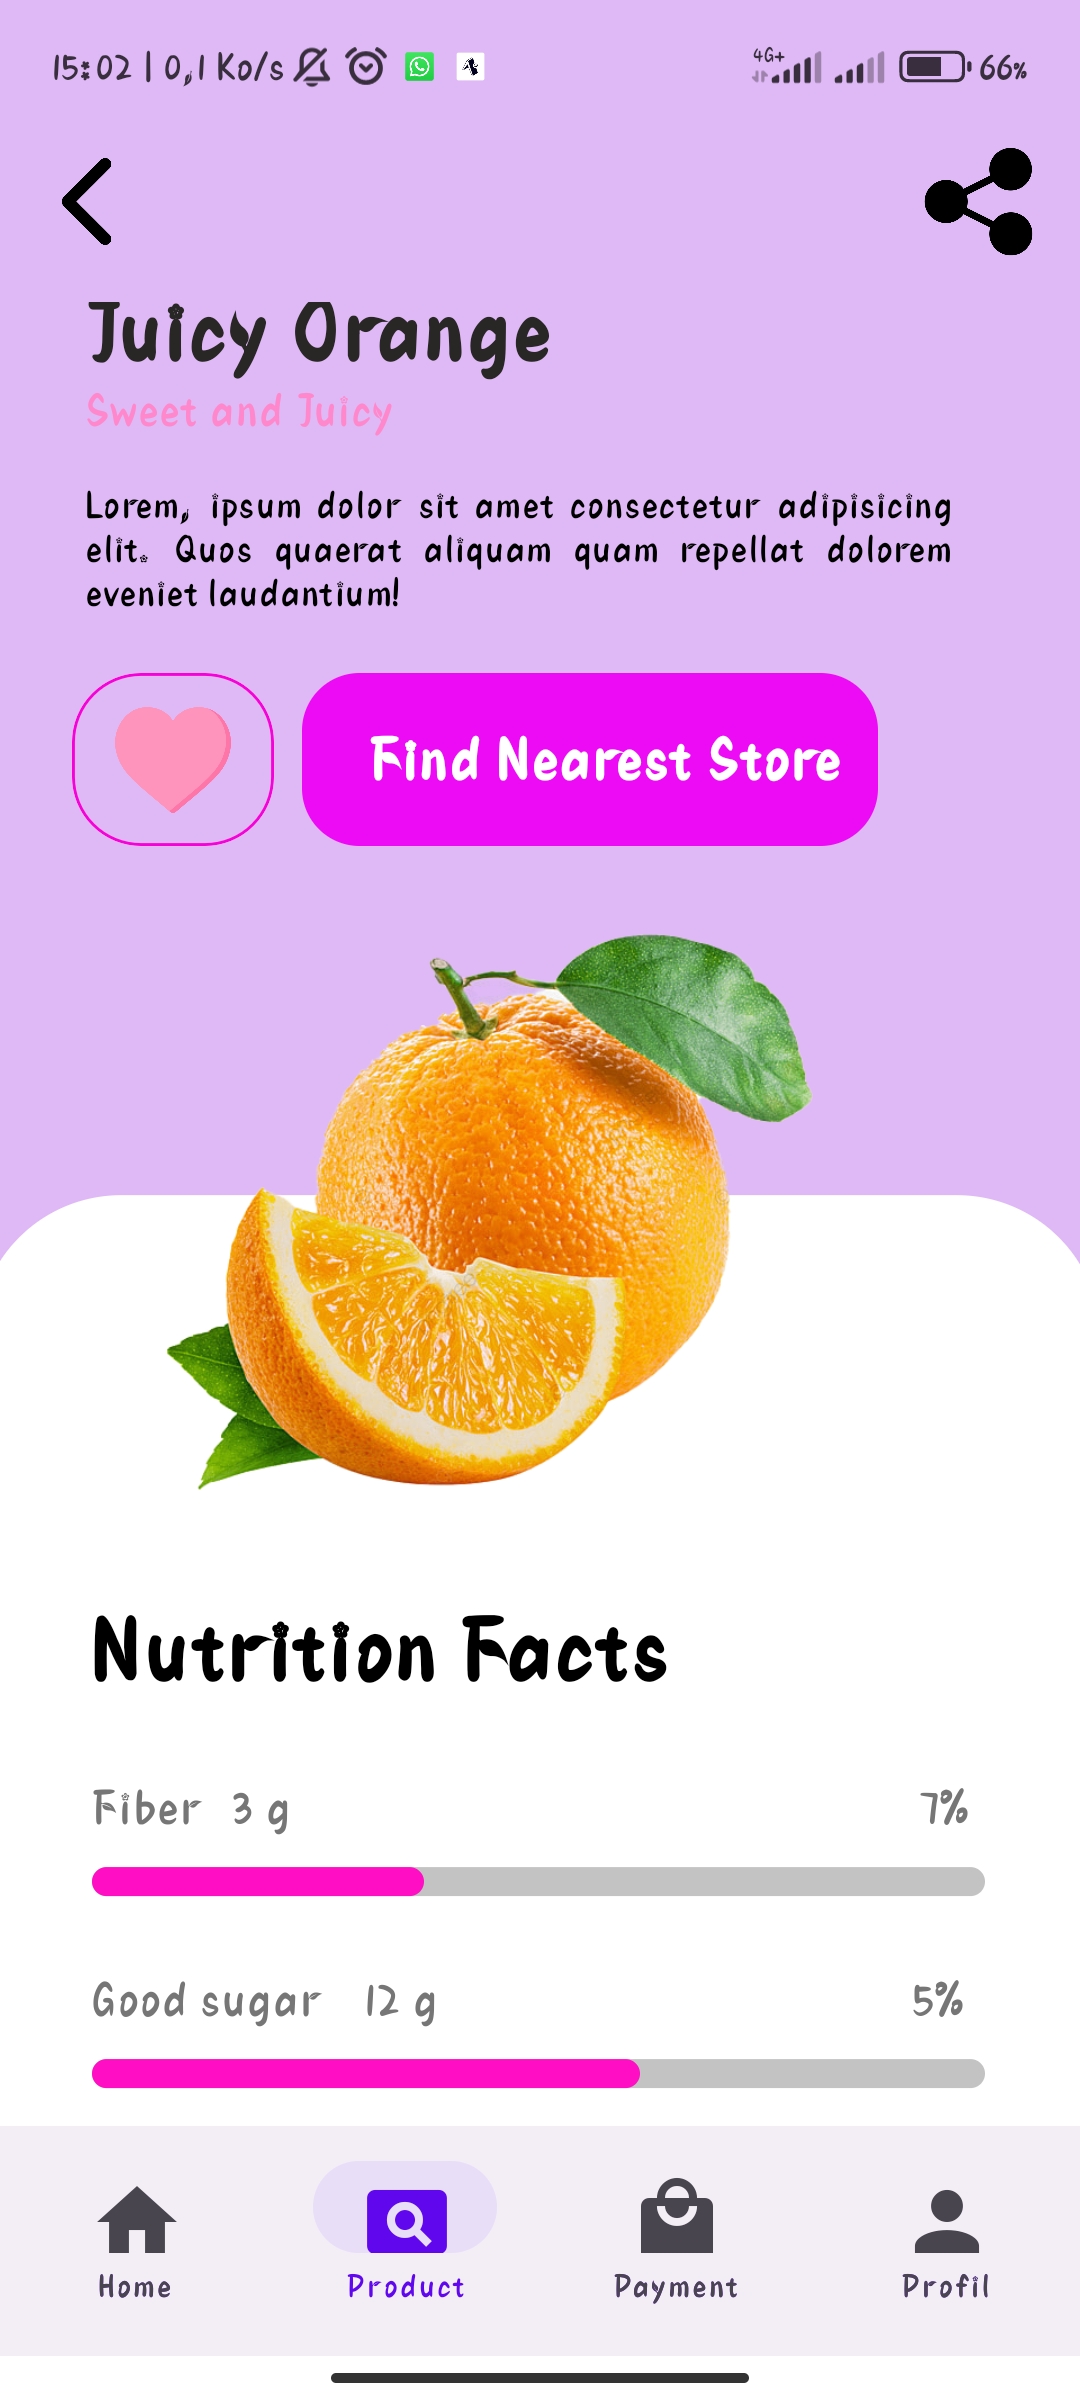 15:02 | 0,1 Ko/s
4G+
66%
Juicy Orange
Sweet and Juicy
Lorem, ipsum dolor sit amet consectetur adipisicing
elit. Quos quaerat aliquam quam repellat dolorem
eveniet laudantium!
Find Nearest Store
Nutrition Facts
Fiber 3 g 7%
Good sugar 12 g 5%
Home Product Payment Profil